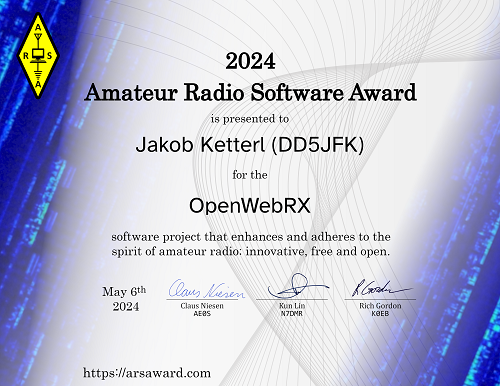 A
R S
A
2024
Amateur Radio Software Award
is presented to
Jakob Ketterl (DD5JFK)
for the
OpenWebRX
software project that enhances and adheres to the
spirit of amateur radio: innovative, free and open.
May 6th
2024
Claus Niesen
Claus Niesen
AE0S
Kun Lin
N7DMR
R Gordon
Rich Gordon
K0EB
https://arsaward.com